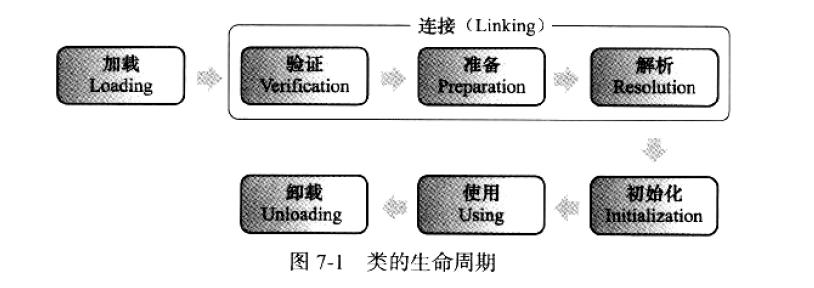 连接（Linking）
加载
Loading
验证
Verification
准备
Preparation
解析
Resolution
初始化
Initialization
使用
Using
卸载
Unloading
图 7-1 类的生命周期